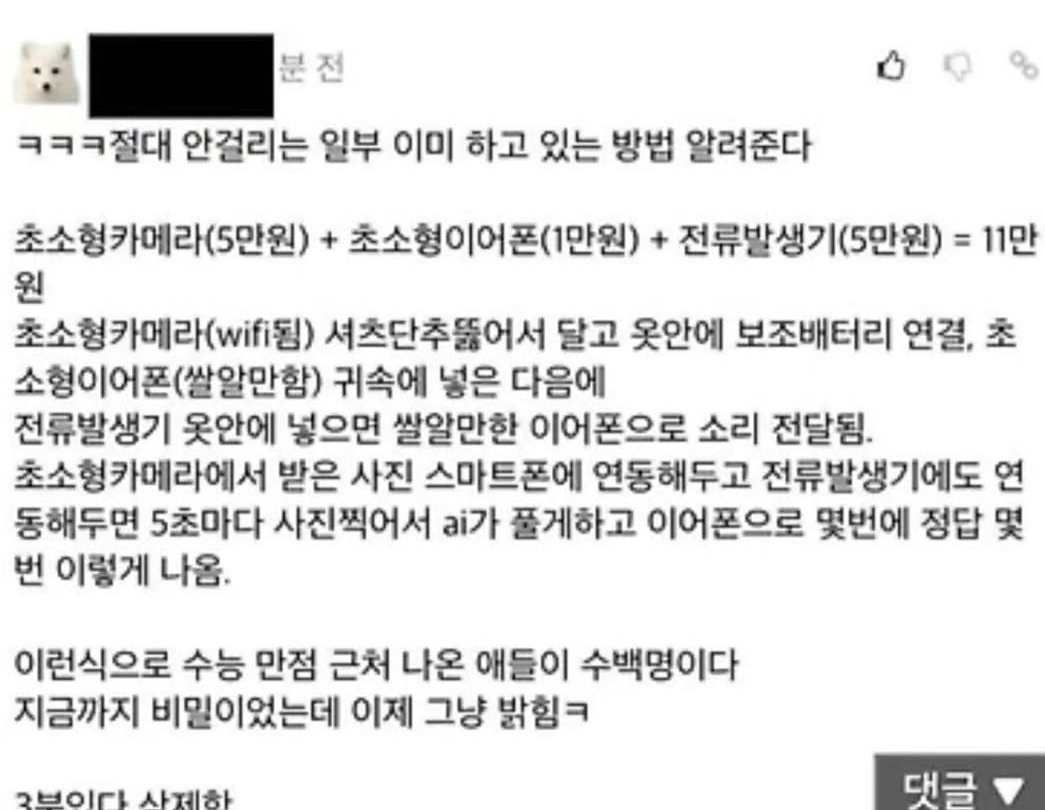 분 전
ㅋㅋㅋ절대 안걸리는 일부 이미 하고 있는 방법 알려준다
초소형카메라(5만원) + 초소형이어폰(1만원) + 전류발생기(5만원) = 11만
원
초소형카메라(wifi됨) 셔츠단추뚫어서 달고 옷안에 보조배터리 연결, 초
소형이어폰(쌀알만함) 귀속에 넣은 다음에
전류발생기 옷안에 넣으면 쌀알만한 이어폰으로 소리 전달됨.
초소형카메라에서 받은 사진 스마트폰에 연동해두고 전류발생기에도 연
동해두면 5초마다 사진찍어서 ai가 풀게하고 이어폰으로 몇번에 정답 몇
번 이렇게 나옴.
이런식으로 수능 만점 근처 나온 애들이 수백명이다
지금까지 비밀이었는데 이제 그냥 밝힘ㅋ
3분있다 삭제함
댓글 ▼